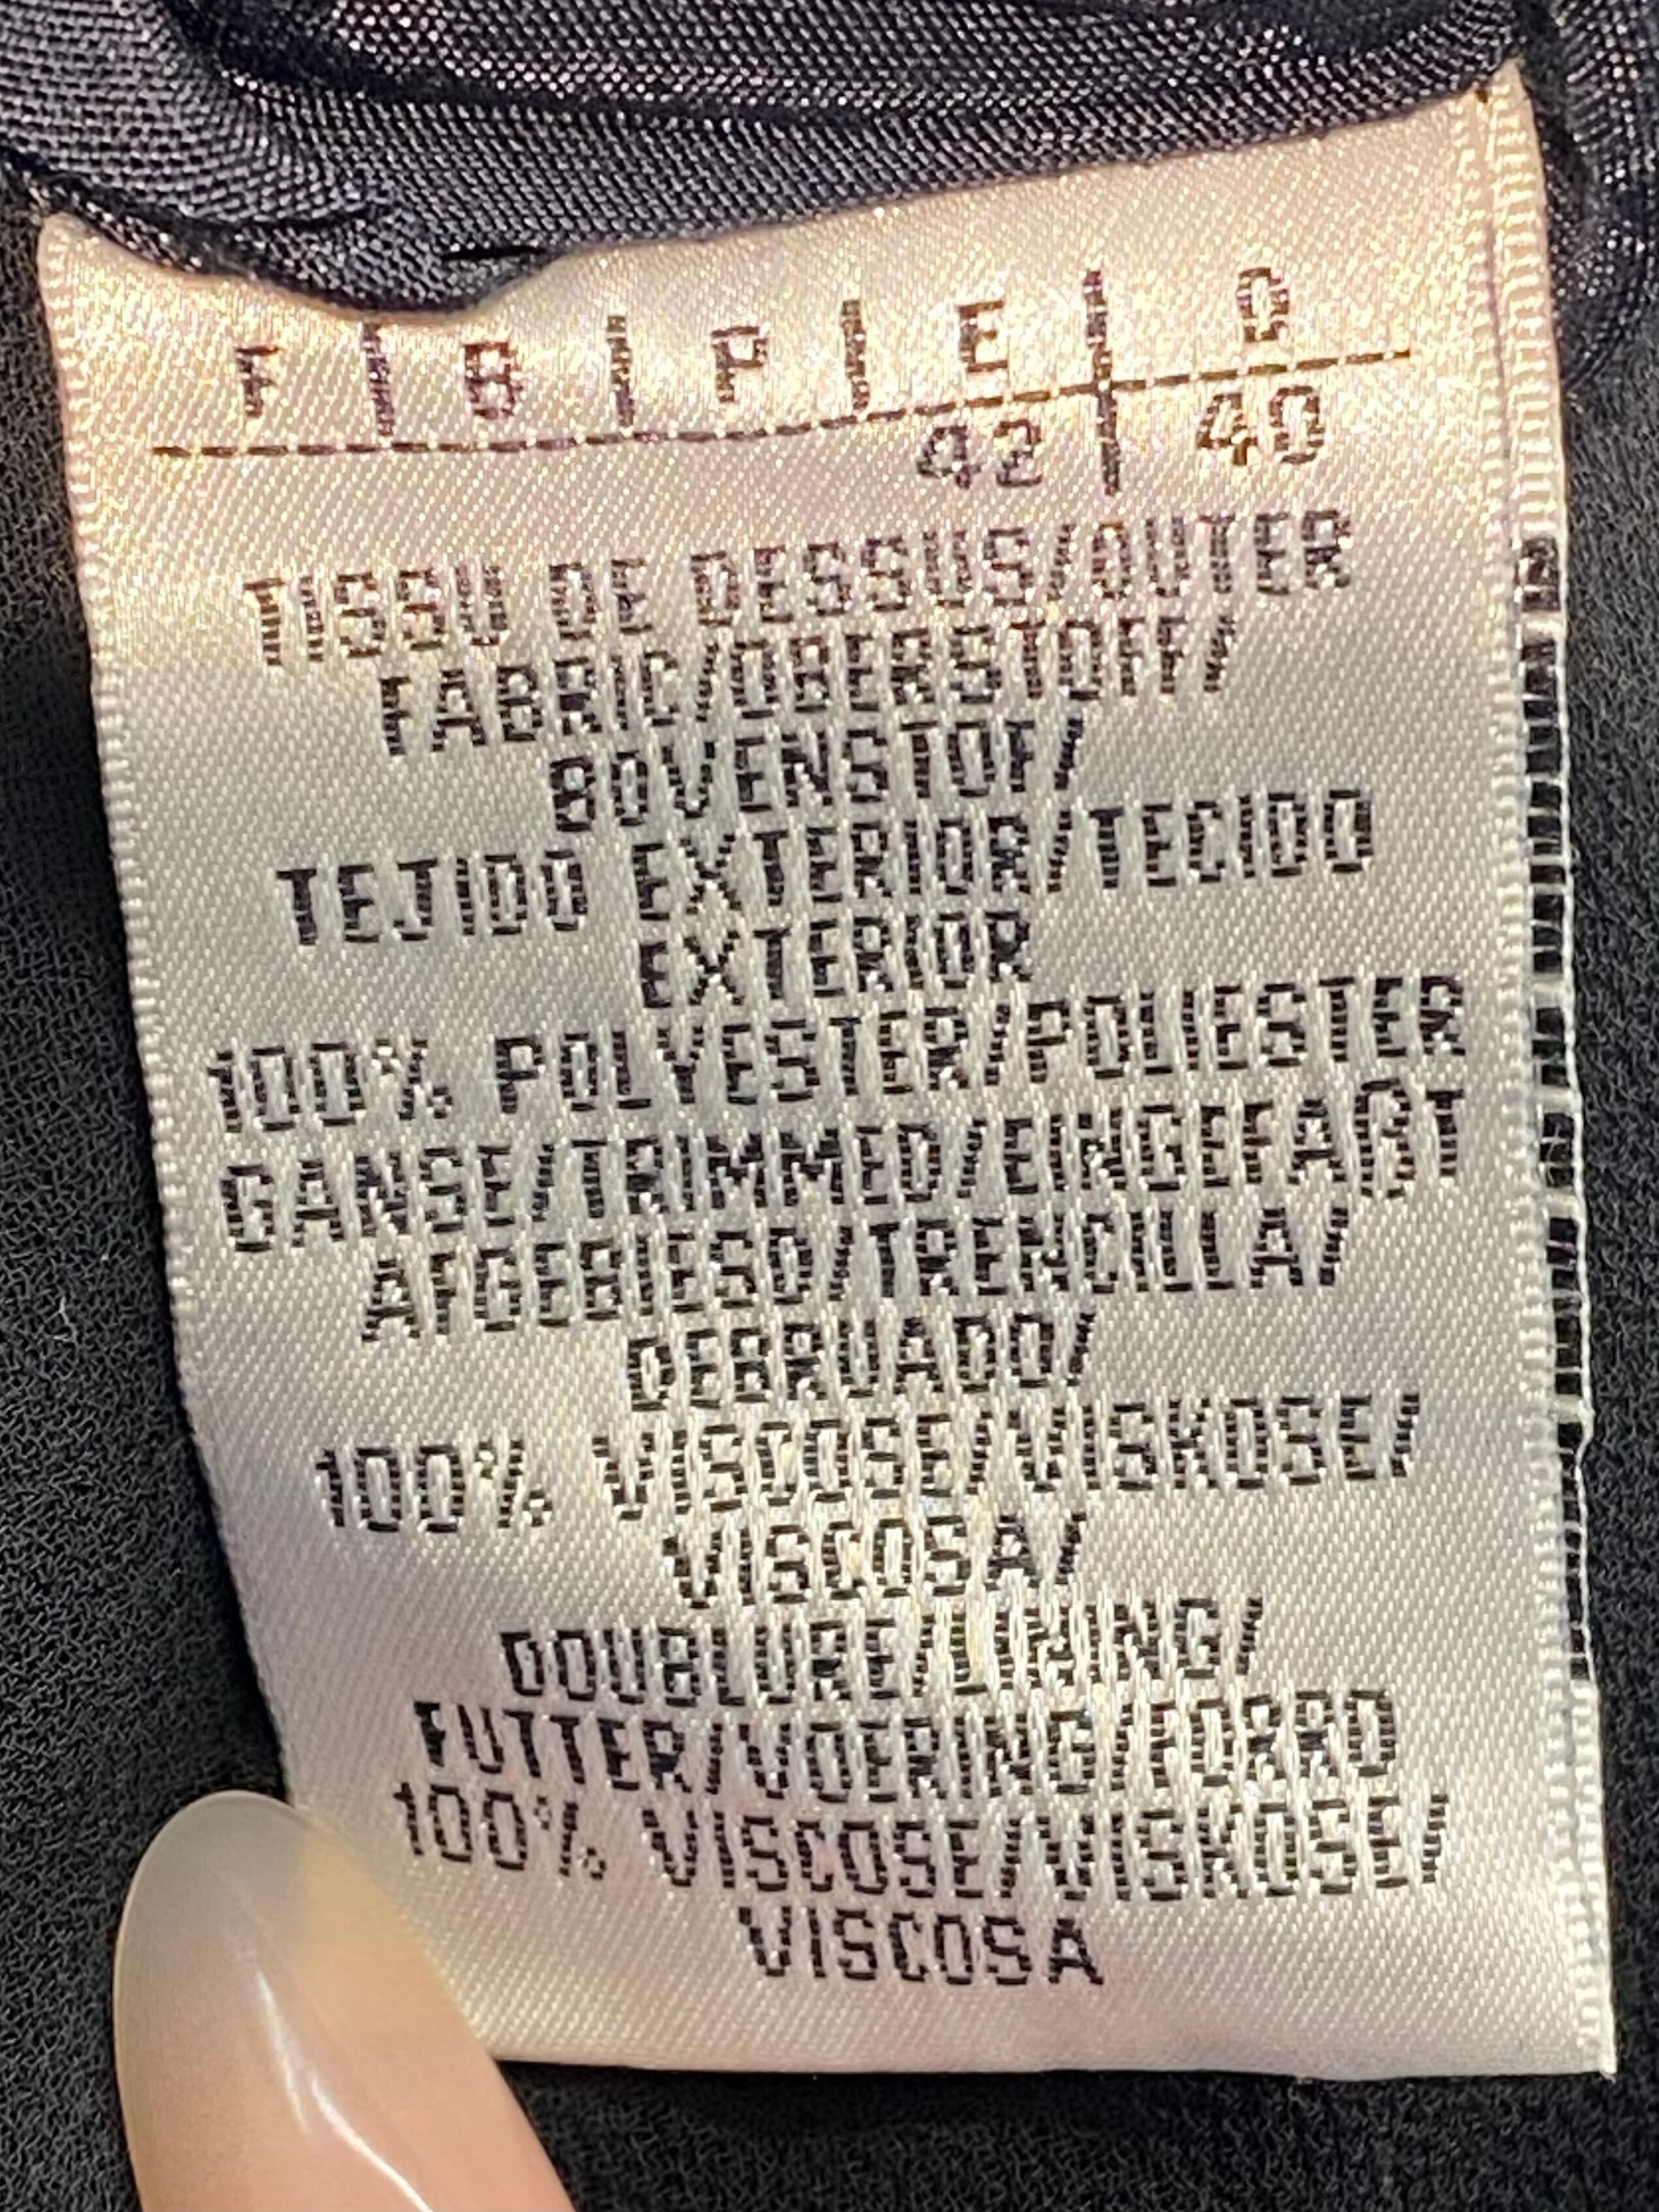 F | B | P | E | D
42 | 40
TISSU DE DESSUS/OUTER
FABRIC/OBERSTOFF/
BOVENSTOF/
TEJIDO EXTERIOR/TECIDO
EXTERIOR
100% POLYESTER/POLIESTER
GANSE/TRIMMED/EINGEFAßT
AFGEBIESD/TRENCILLA/
DEBRUADO/
100% VISCOSE/VISKOSE/
VISCOSA/
DOUBLURE/LINING/
FUTTER/VOERING/FORRO
100% VISCOSE/VISKOSE/
VISCOSA